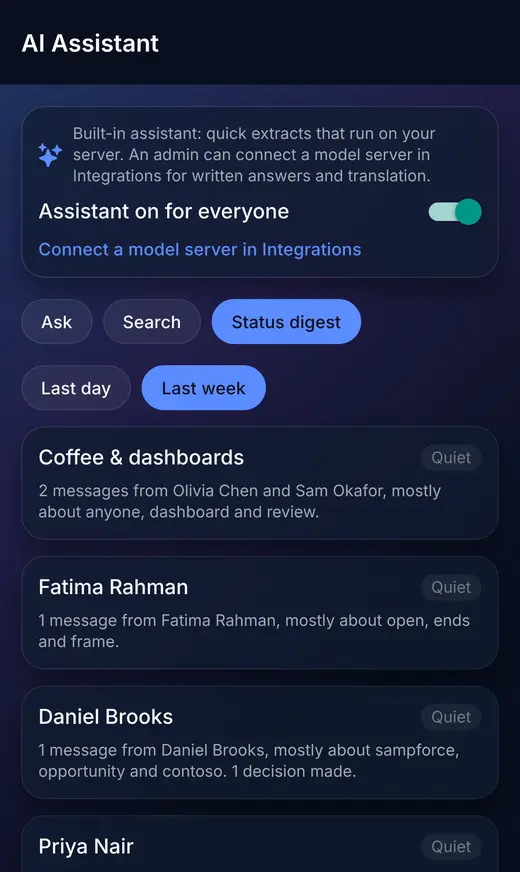 AI Assistant
Built-in assistant: quick extracts that run on your
server. An admin can connect a model server in
Integrations for written answers and translation.
Assistant on for everyone
Connect a model server in Integrations
Ask
Search
Status digest
Last day
Last week
Coffee & dashboards
Quiet
2 messages from Olivia Chen and Sam Okafor, mostly
about anyone, dashboard and review.
Fatima Rahman
Quiet
1 message from Fatima Rahman, mostly about open, ends
and frame.
Daniel Brooks
Quiet
1 message from Daniel Brooks, mostly about sampforce,
opportunity and contoso. 1 decision made.
Priya Nair
Quiet